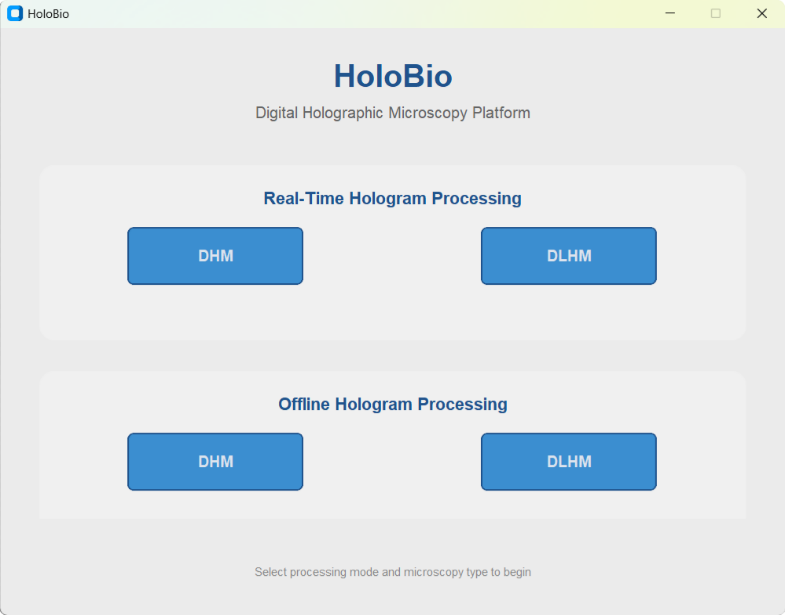 HoloBio
HoloBio
Digital Holographic Microscopy Platform
Real-Time Hologram Processing
DHM
DLHM
Offline Hologram Processing
DHM
DLHM
Select processing mode and microscopy type to begin